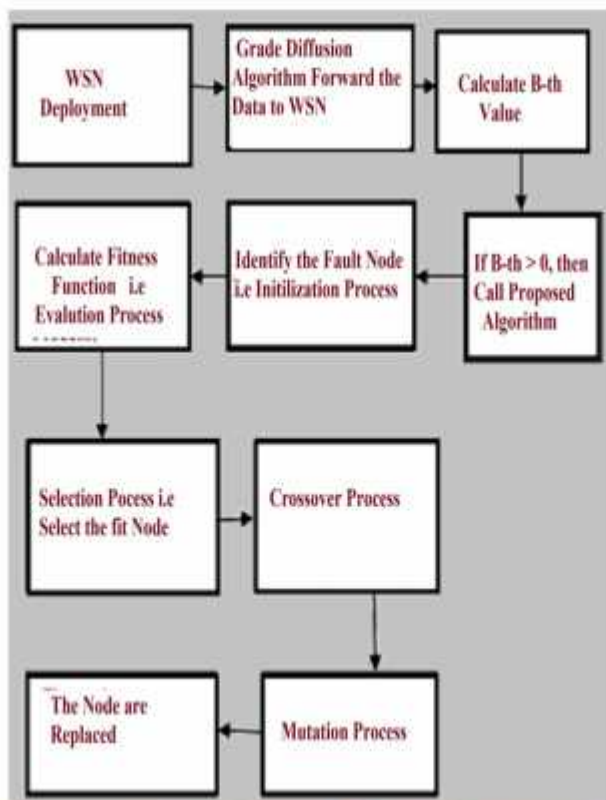 WSN
Deployment
Grade Diffusion
Algorithm Forward the
Data to WSN
Calculate B-th
Value
If B-th > 0, then
Call Proposed
Algorithm
Identify the Fault Node
i.e Initilization Process
Calculate Fitness
Function i.e
Evalution Process
Selection Pocess i.e
Select the fit Node
Crossover Process
Mutation Process
The Node are
Replaced